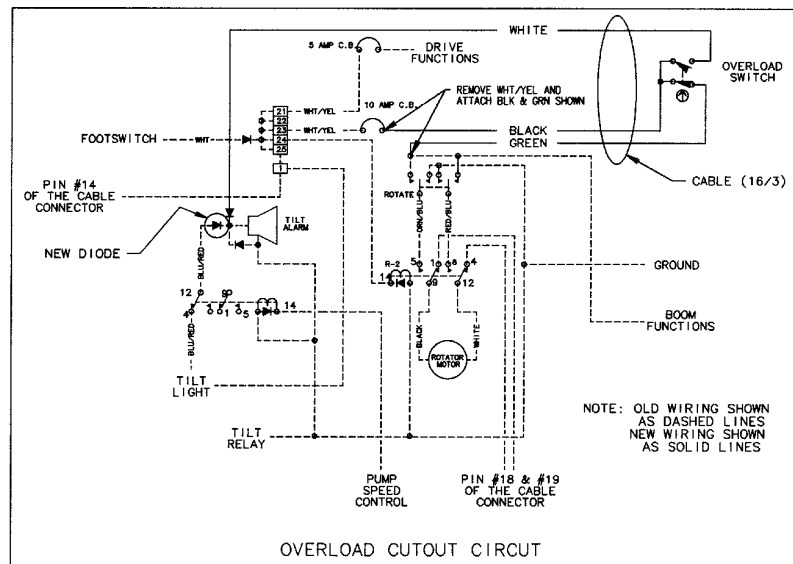 WHITE
5 AMP C.B.
DRIVE
FUNCTIONS
OVERLOAD
SWITCH
REMOVE WHT/YEL AND
ATTACH BLK & GRN SHOWN
10 AMP C.B.
21
WHT/YEL
22
23
WHT/YEL
24
25
FOOTSWITCH
WHT
BLACK
GREEN
1
PIN #14
OF THE CABLE
CONNECTOR
CABLE (16/3)
ROTATE
TILT
ALARM
ORN/BLU
RED/BLU
NEW DIODE
BLU/RED
R-2
14
5
1
6
4
9
12
GROUND
12
9
4
1
5
14
BLU/RED
BLACK
WHITE
BOOM
FUNCTIONS
ROTATOR
MOTOR
TILT
LIGHT
NOTE: OLD WIRING SHOWN
AS DASHED LINES
NEW WIRING SHOWN
AS SOLID LINES
TILT
RELAY
PUMP
SPEED
CONTROL
PIN #18 & #19
OF THE CABLE
CONNECTOR
OVERLOAD CUTOUT CIRCUT